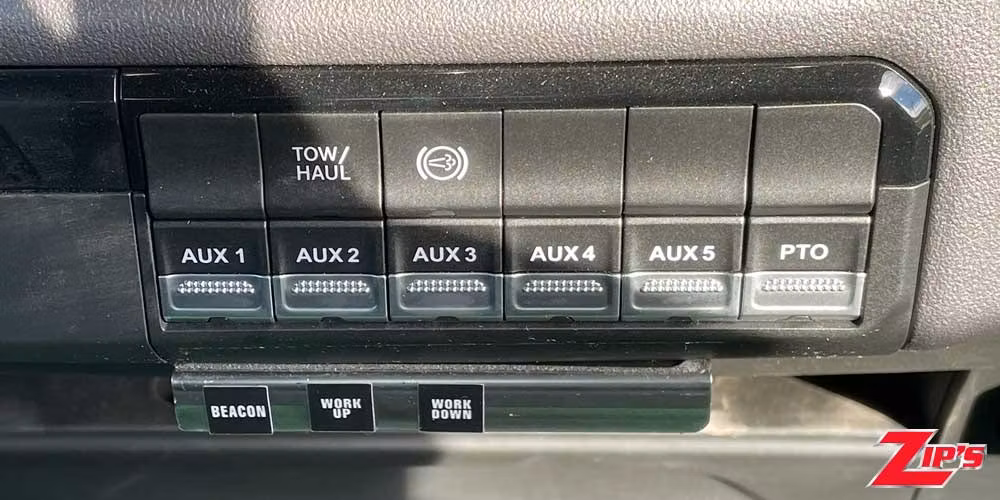 TOW/
HAUL
AUX 1 AUX 2 AUX 3 AUX 4 AUX 5 PTO
BEACON
WORK
UP
WORK
DOWN
ZIP'S